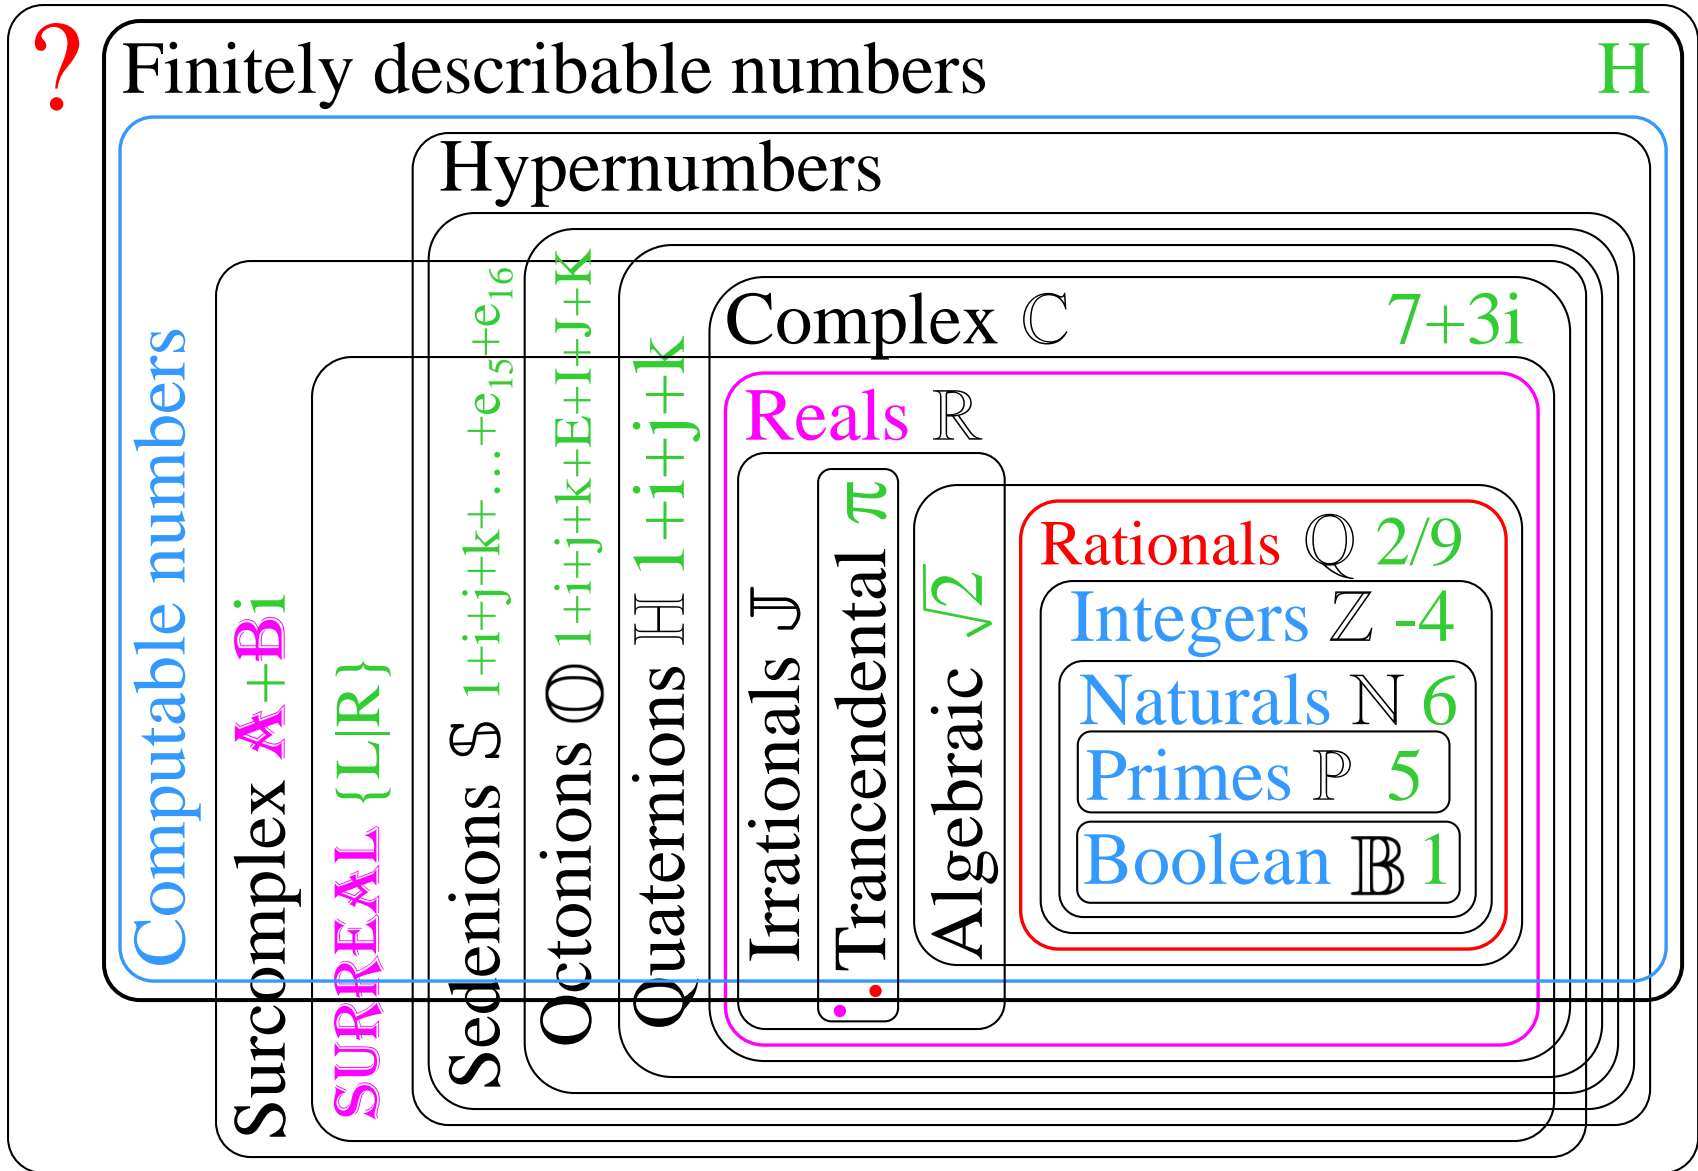 ?
Finitely describable numbers H
Computable numbers
Hypernumbers
Surcomplex A+Bi
SURREAL {L|R}
Sedenions 𝕊 1+i+j+k+...+e₁₅+e₁₆
Octonions 𝕆 1+i+j+k+E+I+J+K
Quaternions ℍ 1+i+j+k
Complex ℂ 7+3i
Reals ℝ
Irrationals 𝕁
Trancendental π
Algebraic √2
Rationals ℚ 2/9
Integers ℤ -4
Naturals ℕ 6
Primes ℙ 5
Boolean 𝔹 1